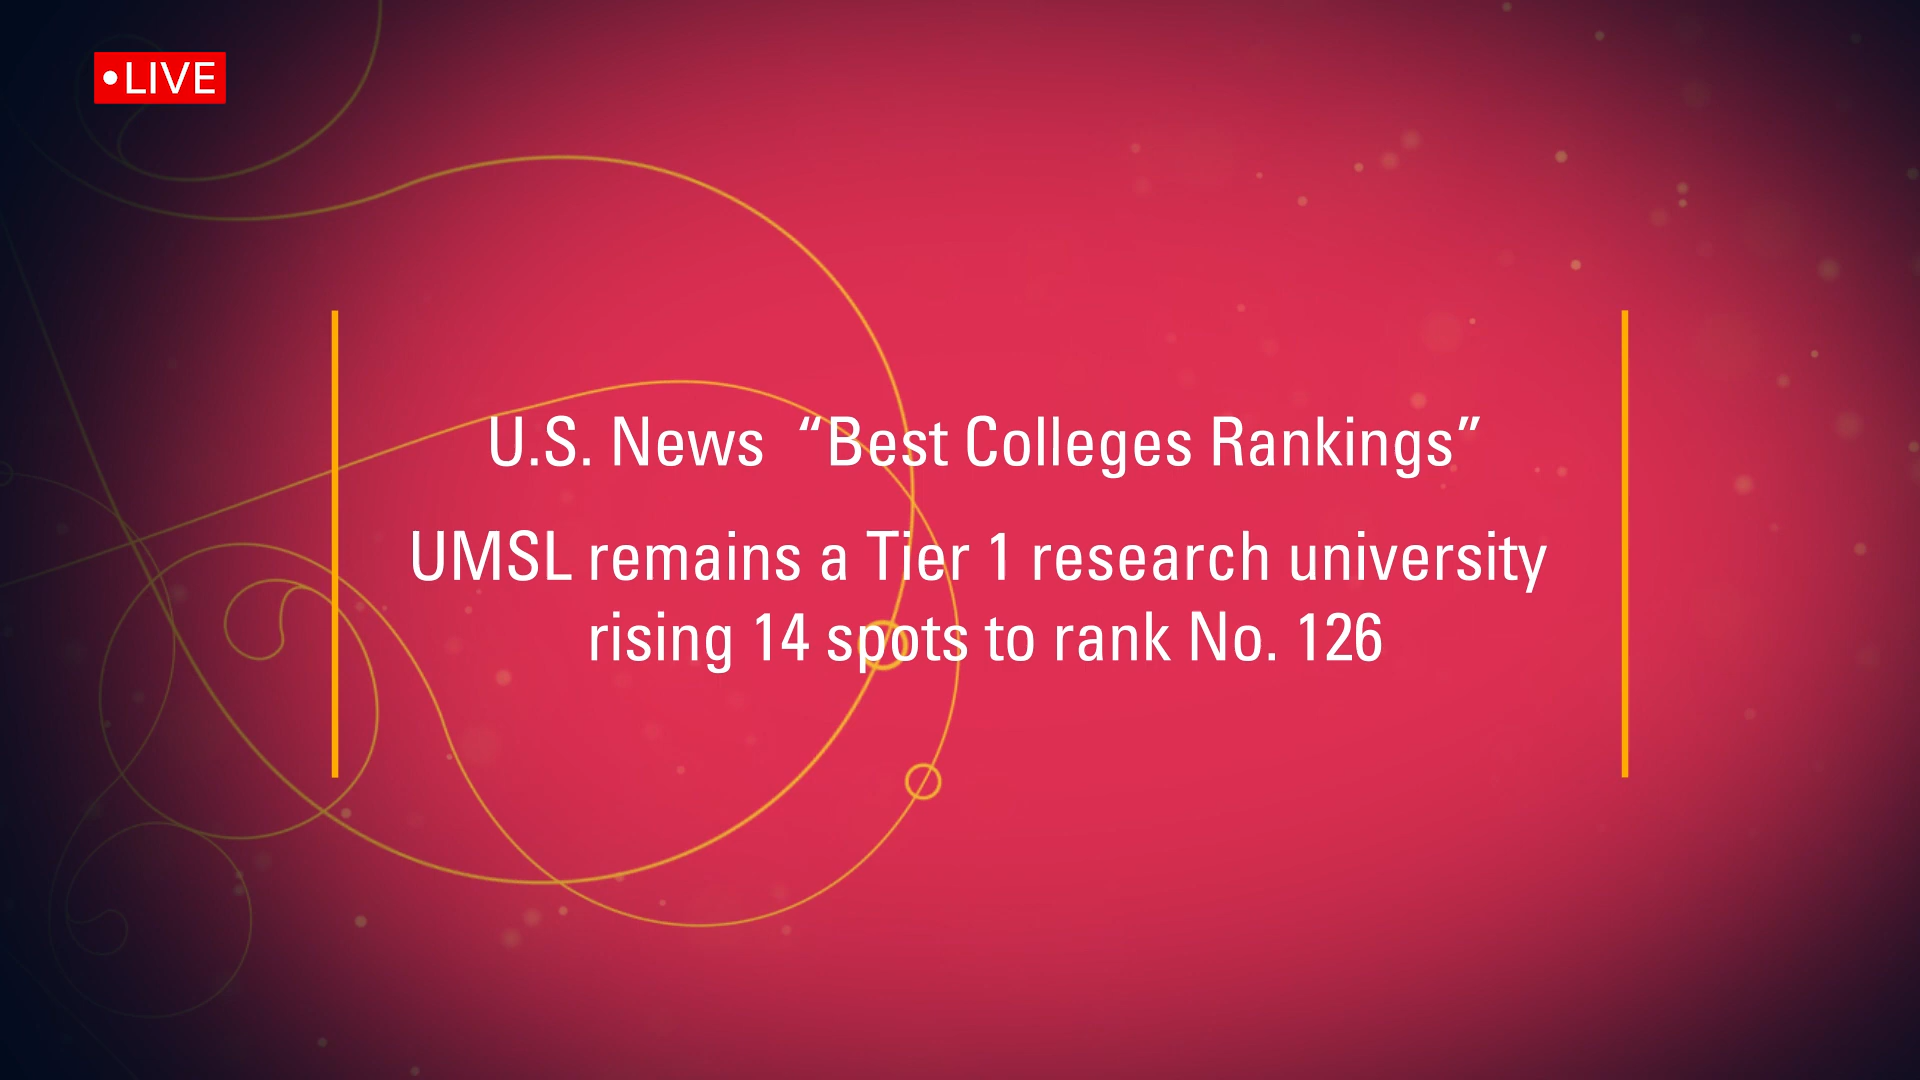 •LIVE
U.S. News “Best Colleges Rankings”
UMSL remains a Tier 1 research university
rising 14 spots to rank No. 126